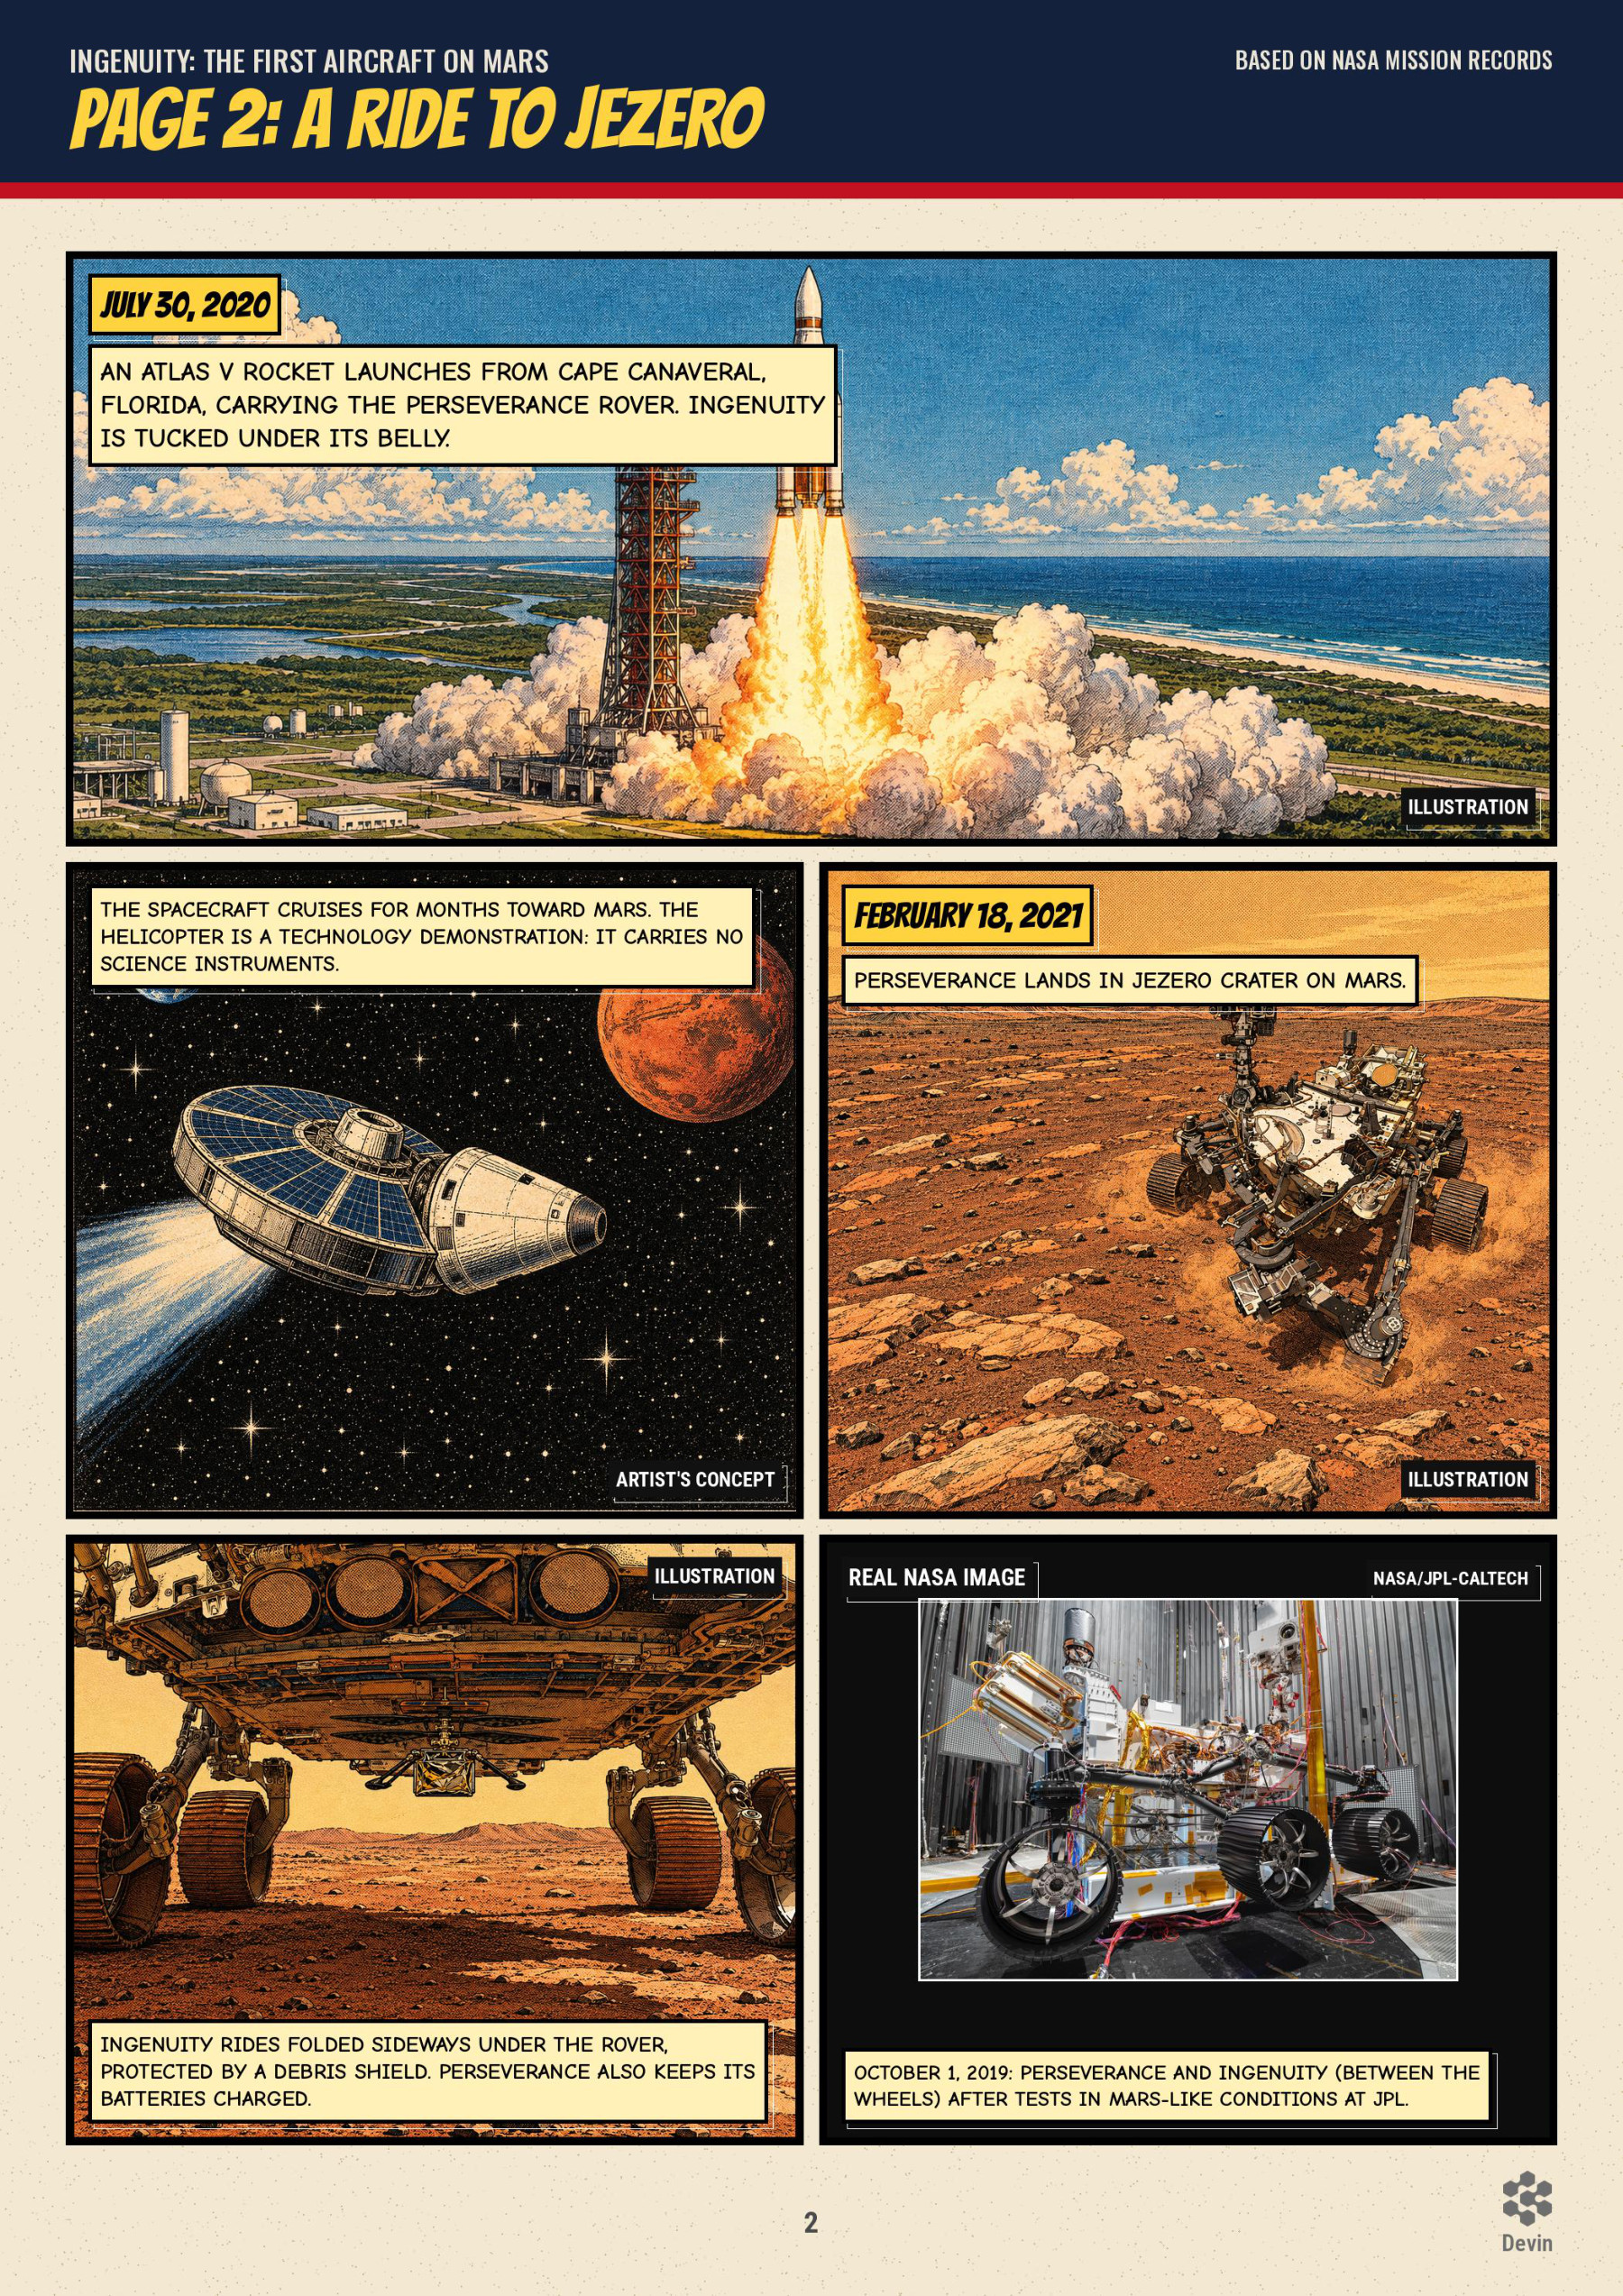 INGENUITY: THE FIRST AIRCRAFT ON MARS
BASED ON NASA MISSION RECORDS
PAGE 2: A RIDE TO JEZERO
JULY 30, 2020
AN ATLAS V ROCKET LAUNCHES FROM CAPE CANAVERAL,
FLORIDA, CARRYING THE PERSEVERANCE ROVER. INGENUITY
IS TUCKED UNDER ITS BELLY.
ILLUSTRATION
THE SPACECRAFT CRUISES FOR MONTHS TOWARD MARS. THE
HELICOPTER IS A TECHNOLOGY DEMONSTRATION: IT CARRIES NO
SCIENCE INSTRUMENTS.
ARTIST'S CONCEPT
FEBRUARY 18, 2021
PERSEVERANCE LANDS IN JEZERO CRATER ON MARS.
ILLUSTRATION
ILLUSTRATION
INGENUITY RIDES FOLDED SIDEWAYS UNDER THE ROVER,
PROTECTED BY A DEBRIS SHIELD. PERSEVERANCE ALSO KEEPS ITS
BATTERIES CHARGED.
REAL NASA IMAGE
NASA/JPL-CALTECH
OCTOBER 1, 2019: PERSEVERANCE AND INGENUITY (BETWEEN THE
WHEELS) AFTER TESTS IN MARS-LIKE CONDITIONS AT JPL.
2
Devin